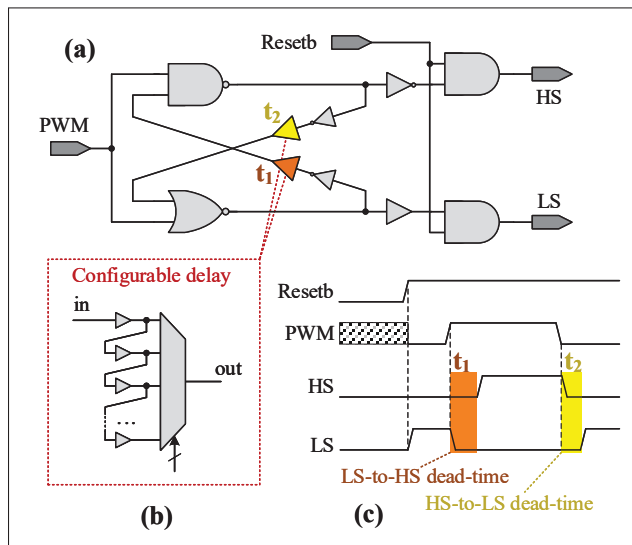 (a)
Resetb
HS
PWM
t2
t1
LS
Configurable delay
in
out
...
(b)
Resetb
PWM
t1
t2
HS
LS
LS-to-HS dead-time
HS-to-LS dead-time
(c)